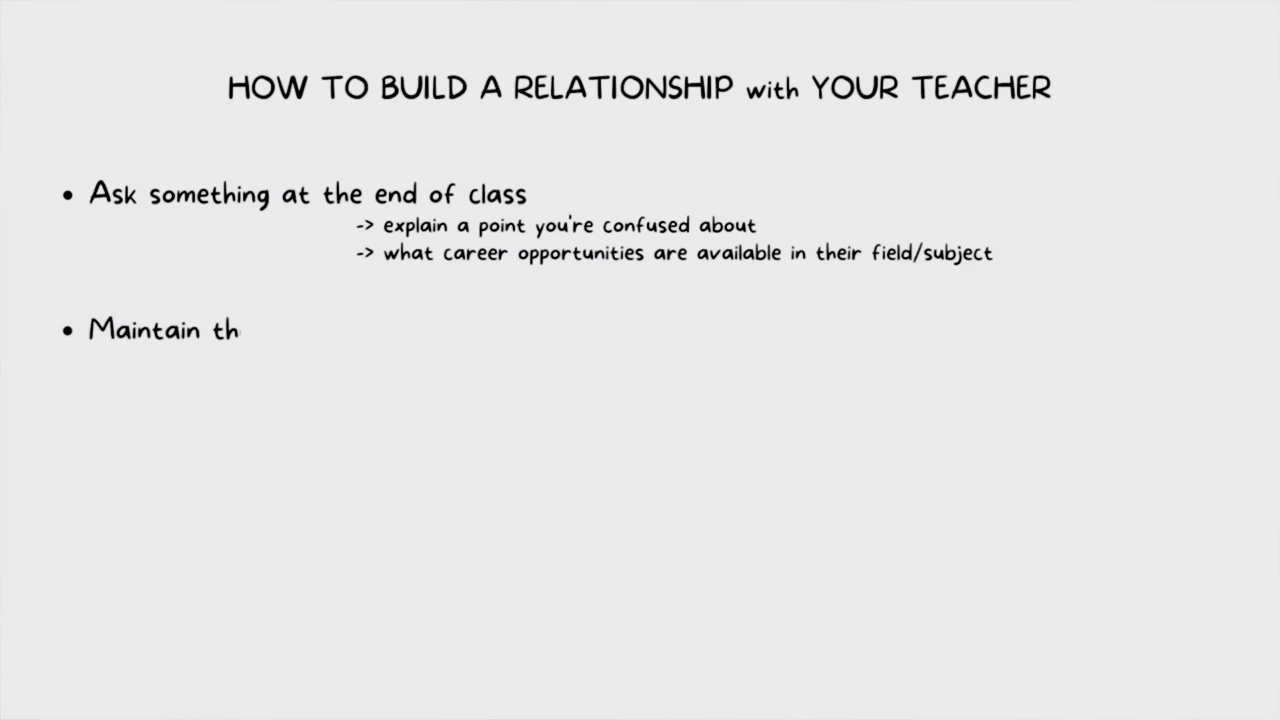 HOW TO BUILD A RELATIONSHIP with YOUR TEACHER
• Ask something at the end of class
-> explain a point you're confused about
-> what career opportunities are available in their field/subject
• Maintain th